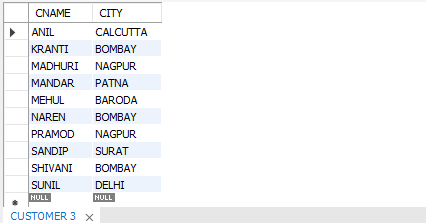 CNAME CITY
ANIL CALCUTTA
KRANTI BOMBAY
MADHURI NAGPUR
MANDAR PATNA
MEHUL BARODA
NAREN BOMBAY
PRAMOD NAGPUR
SANDIP SURAT
SHIVANI BOMBAY
SUNIL DELHI
NULL NULL
CUSTOMER 3